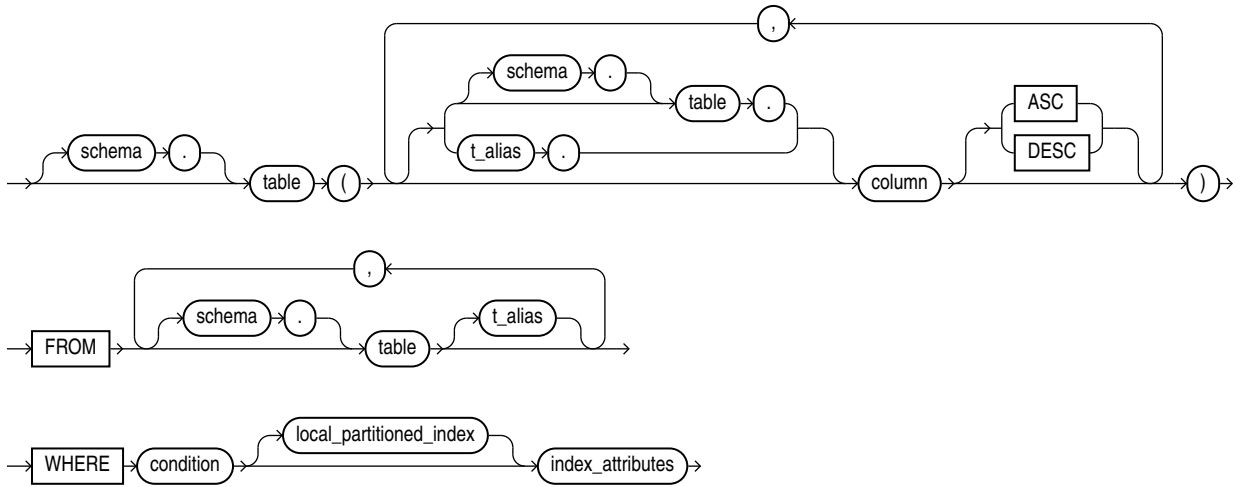 ,
schema .
table .
ASC
schema .
t_alias .
DESC
table (
column
)
,
schema .
t_alias
FROM
table
local_partitioned_index
WHERE condition
index_attributes